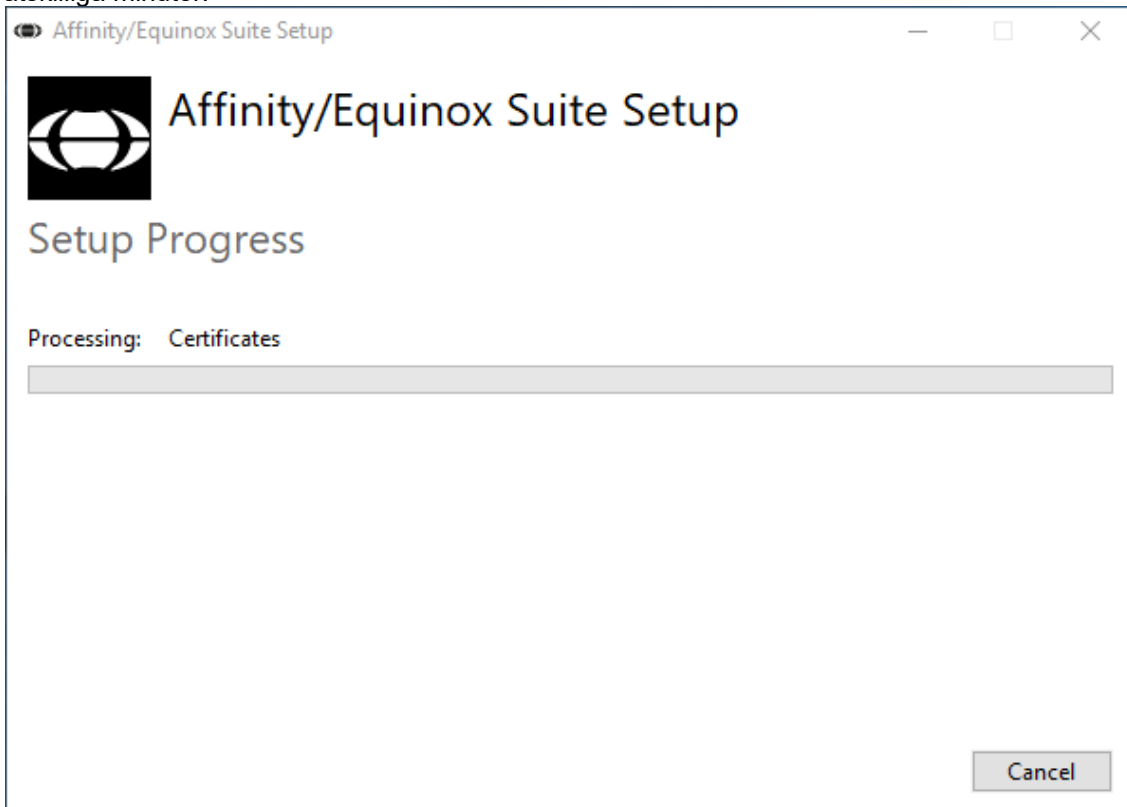 Affinity/Equinox Suite Setup
Affinity/Equinox Suite Setup
Setup Progress
Processing: Certificates
Cancel